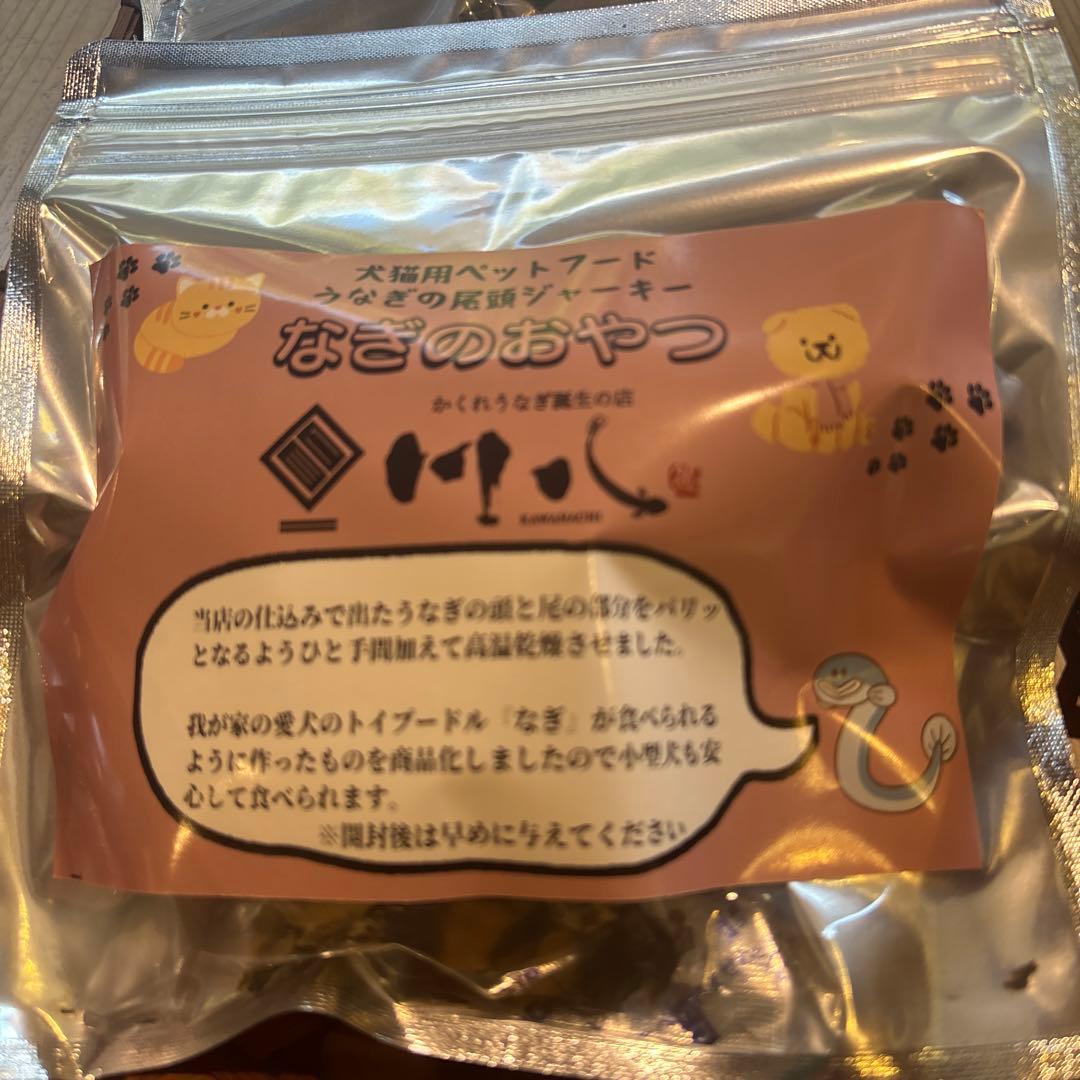 犬猫用ペットフード
うなぎの尾頭ジャーキー
なぎのおやつ
かくれうなぎ誕生の店
川八
KAWAHACHI
当店の仕込みで出たうなぎの頭と尾の部分をパリッ
となるようひと手間加えて高温乾燥させました。
我が家の愛犬のトイプードル『なぎ』が食べられる
ように作ったものを商品化しましたので小型犬も安
心して食べられます。
※開封後は早めに与えてください